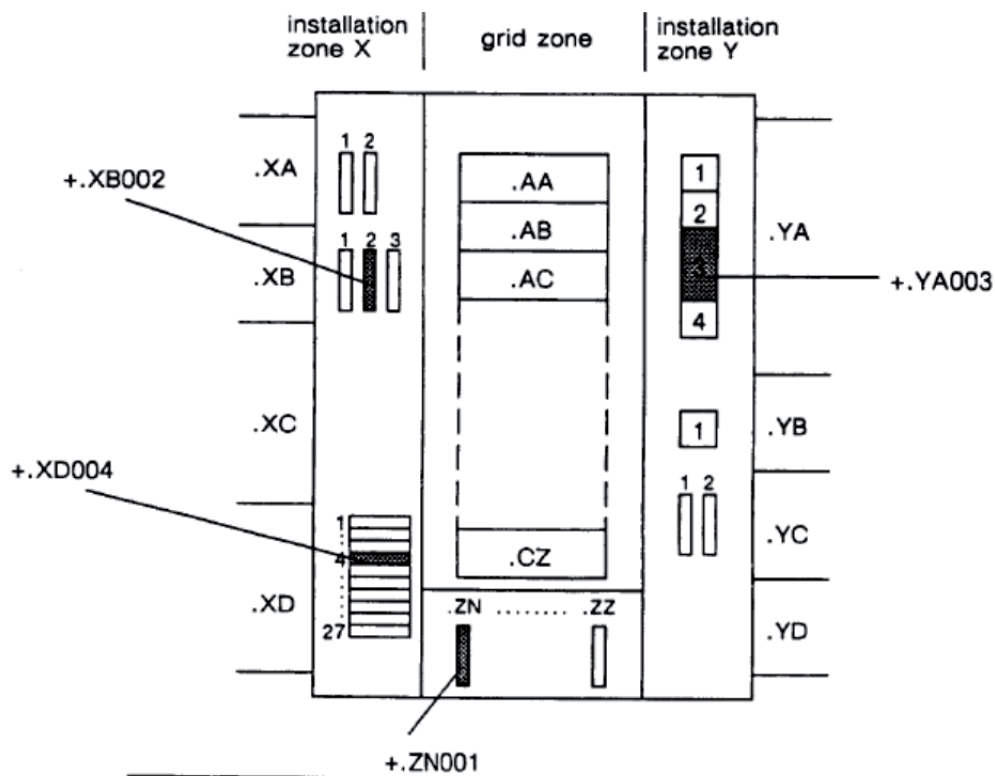 installation
zone X
grid zone
installation
zone Y
1 2
.XA
+.XB002
1 2 3
.XB
.XC
+.XD004
1
4
27
.XD
.AA
.AB
.AC
.CZ
.ZN ........ .ZZ
+.ZN001
1
2
3
4
.YA
+.YA003
1
.YB
1 2
.YC
.YD